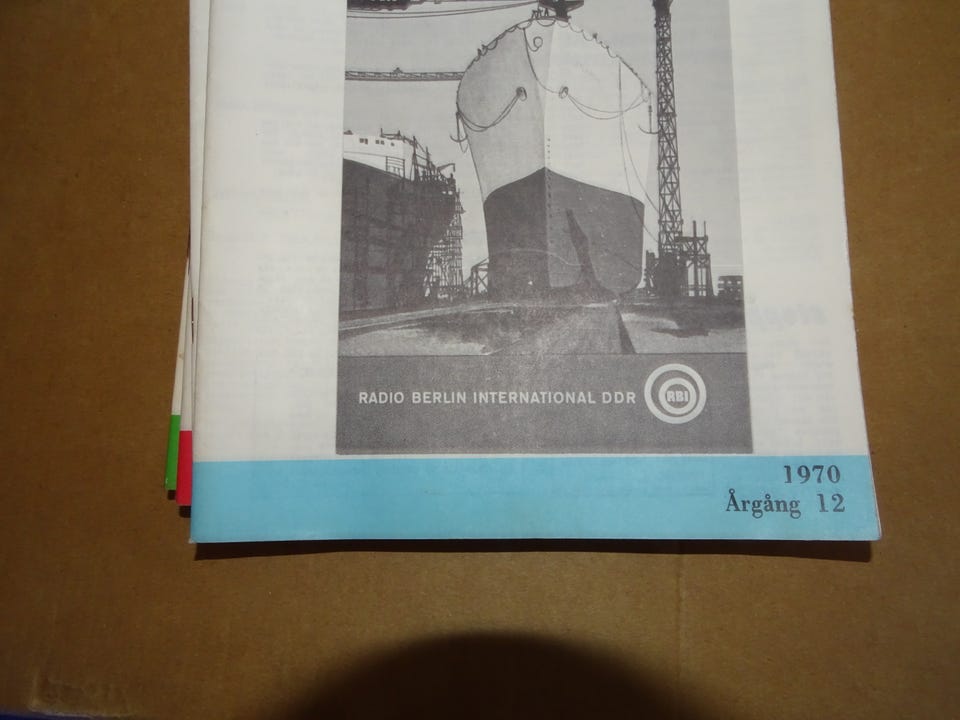 RADIO BERLIN INTERNATIONAL DDR
RBI
1970
Årgång 12